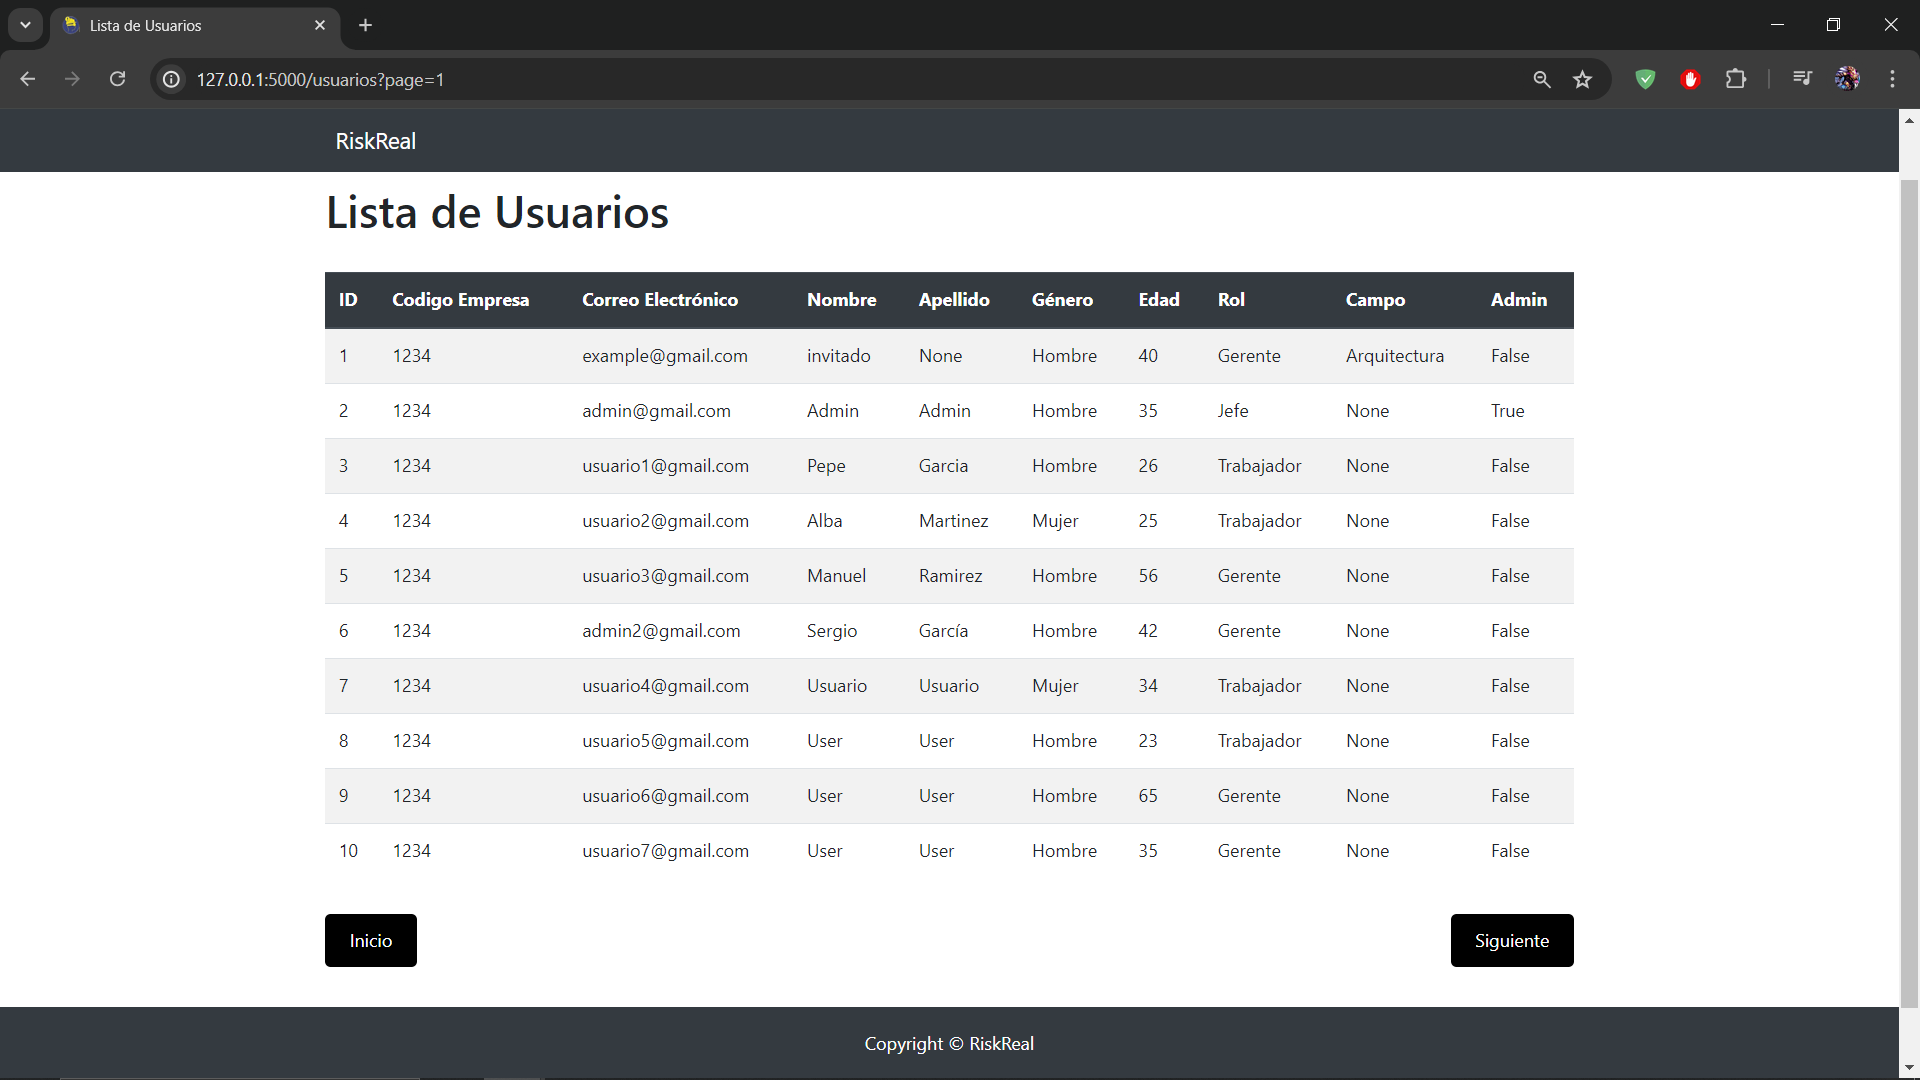 Lista de Usuarios
127.0.0.1:5000/usuarios?page=1
RiskReal
Lista de Usuarios
ID Codigo Empresa Correo Electrónico Nombre Apellido Género Edad Rol Campo Admin
1 1234 example@gmail.com invitado None Hombre 40 Gerente Arquitectura False
2 1234 admin@gmail.com Admin Admin Hombre 35 Jefe None True
3 1234 usuario1@gmail.com Pepe Garcia Hombre 26 Trabajador None False
4 1234 usuario2@gmail.com Alba Martinez Mujer 25 Trabajador None False
5 1234 usuario3@gmail.com Manuel Ramirez Hombre 56 Gerente None False
6 1234 admin2@gmail.com Sergio García Hombre 42 Gerente None False
7 1234 usuario4@gmail.com Usuario Usuario Mujer 34 Trabajador None False
8 1234 usuario5@gmail.com User User Hombre 23 Trabajador None False
9 1234 usuario6@gmail.com User User Hombre 65 Gerente None False
10 1234 usuario7@gmail.com User User Hombre 35 Gerente None False
Inicio Siguiente
Copyright © RiskReal